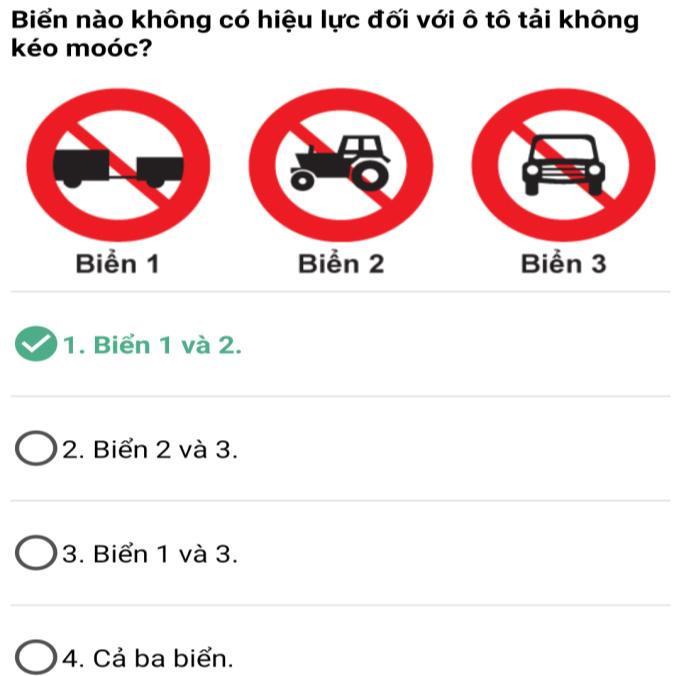 Biển nào không có hiệu lực đối với ô tô tải không
kéo moóc?
Biển 1
Biển 2
Biển 3
1. Biển 1 và 2.
2. Biển 2 và 3.
3. Biển 1 và 3.
4. Cả ba biển.